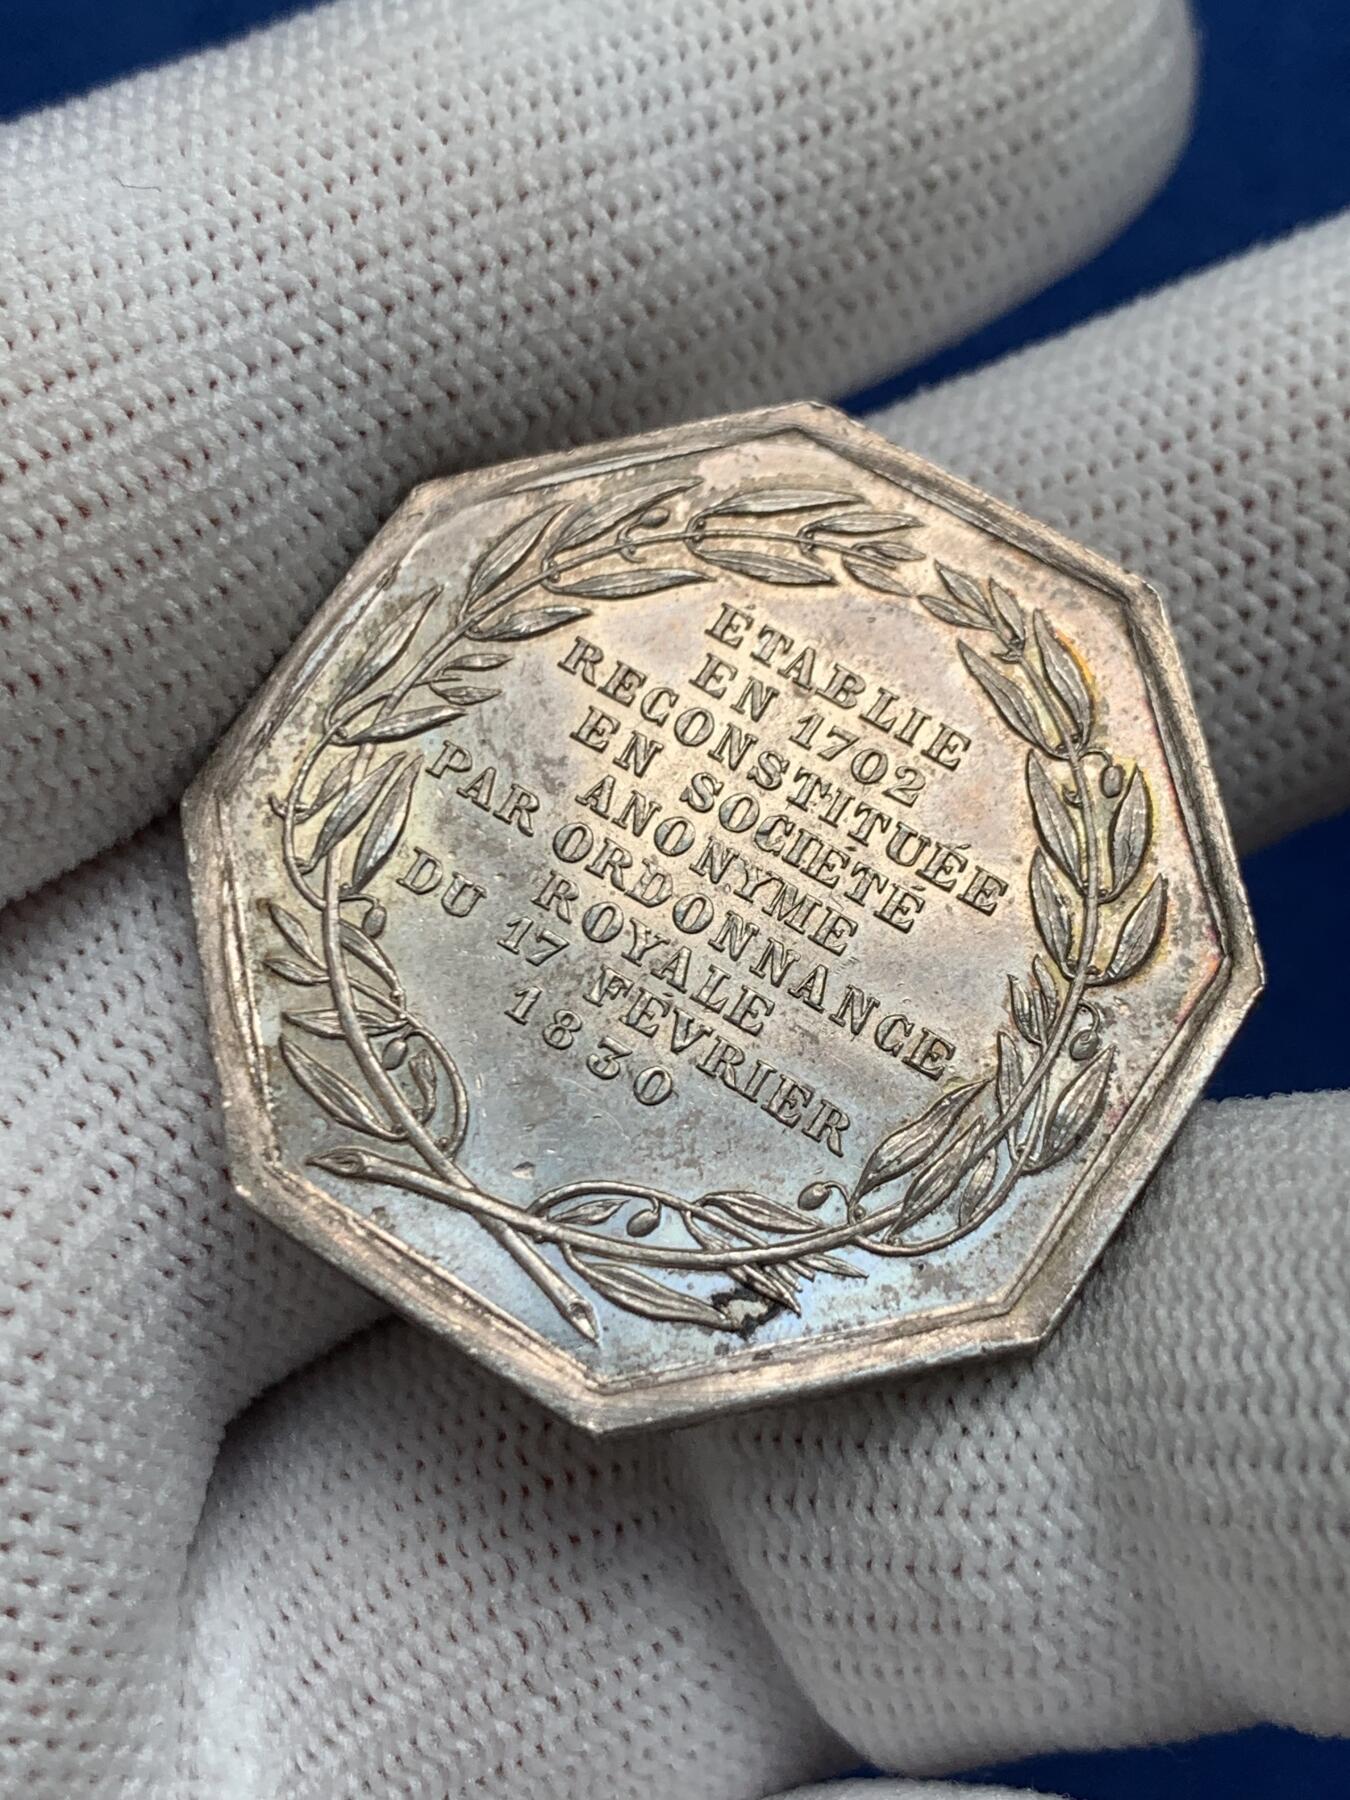 ÉTABLIE
EN 1702
RECONSTITUÉE
EN SOCIÉTÉ
ANONYME
PAR ORDONNANCE
ROYALE
DU 17 FÉVRIER
1830